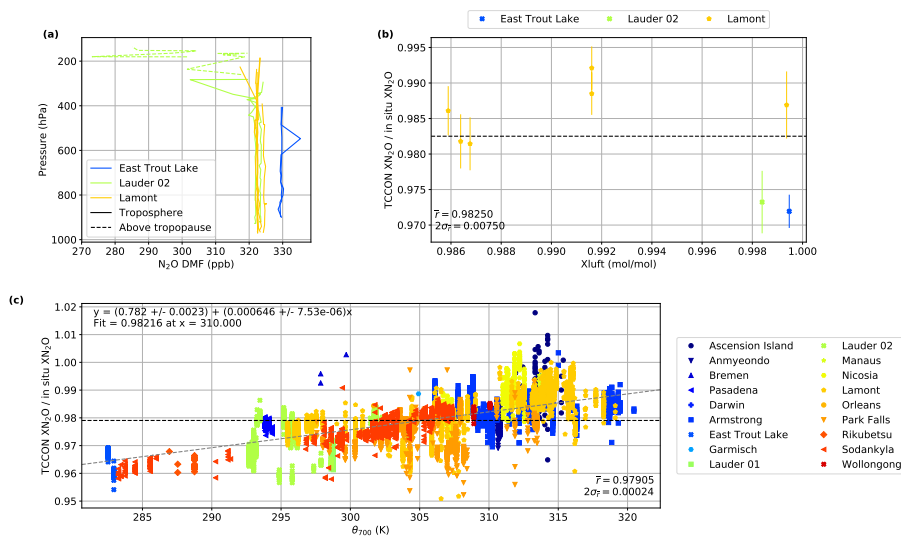 East Trout Lake Lauder 02 Lamont
(a)
(b)
200
400
600
800
1000
Pressure (hPa)
East Trout Lake
Lauder 02
Lamont
Troposphere
Above tropopause
270 280 290 300 310 320 330
N₂O DMF (ppb)
0.995
0.990
0.985
0.980
0.975
0.970
TCCON XN₂O / in situ XN₂O
r̅ = 0.98250
2σr̅ = 0.00750
0.986 0.988 0.990 0.992 0.994 0.996 0.998 1.000
Xluft (mol/mol)
(c)
y = (0.782 +/- 0.0023) + (0.000646 +/- 7.53e-06)x
Fit = 0.98216 at x = 310.000
1.02
1.01
1.00
0.99
0.98
0.97
0.96
0.95
TCCON XN₂O / in situ XN₂O
r̅ = 0.97905
2σr̅ = 0.00024
285 290 295 300 305 310 315 320
θ₇₀₀ (K)
Ascension Island
Anmyeondo
Bremen
Pasadena
Darwin
Armstrong
East Trout Lake
Garmisch
Lauder 01
Lauder 02
Manaus
Nicosia
Lamont
Orleans
Park Falls
Rikubetsu
Sodankyla
Wollongong